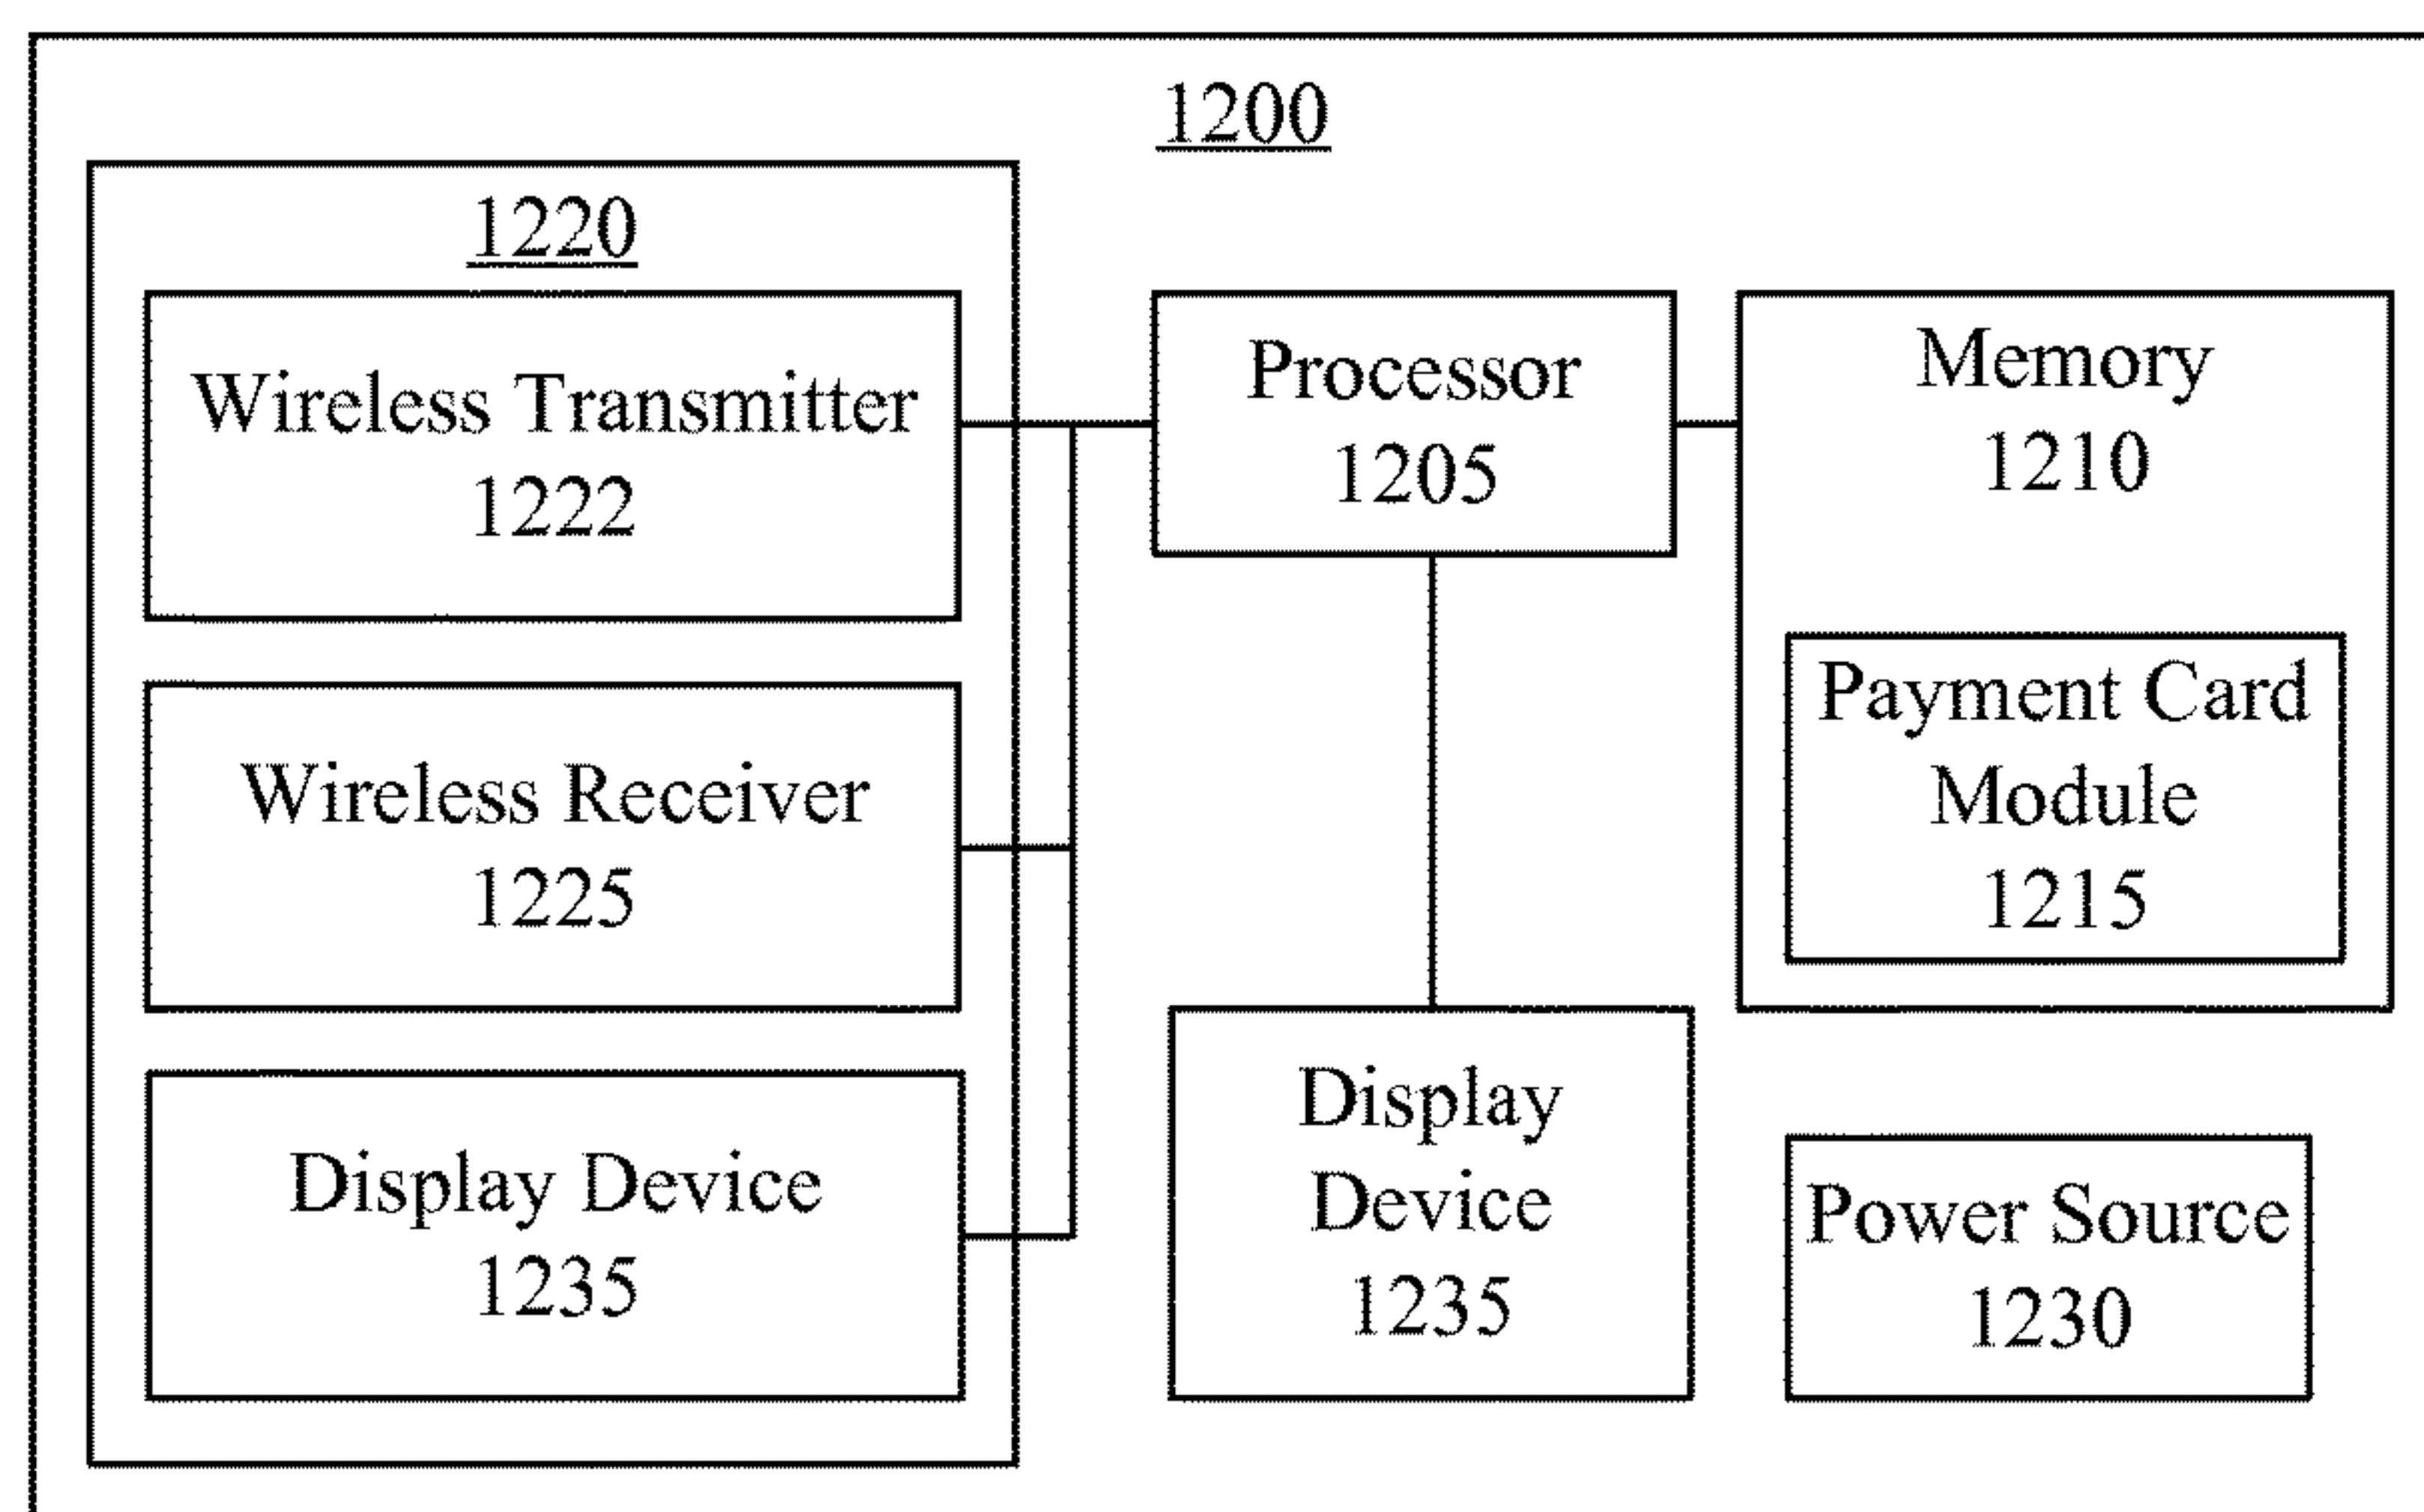 1200
1220
Wireless Transmitter
1222
Wireless Receiver
1225
Display Device
1235
Processor
1205
Display
Device
1235
Memory
1210
Payment Card
Module
1215
Power Source
1230